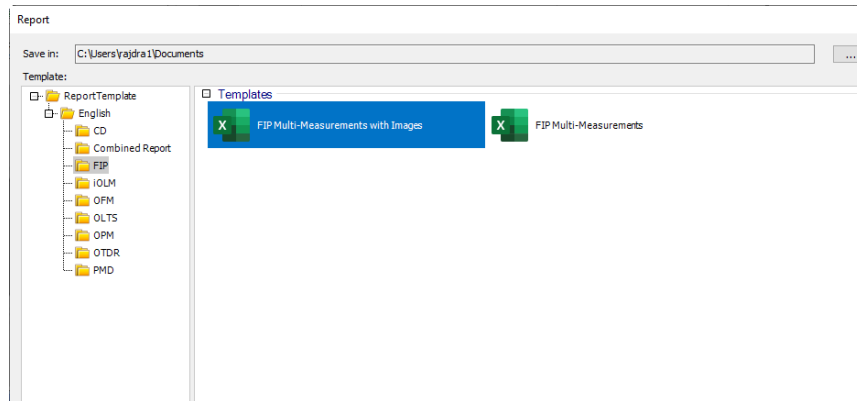 Report
Save in: C:\Users\rajdra1\Documents ...
Template:
ReportTemplate
English
CD
Combined Report
FIP
iOLM
OFM
OLTS
OPM
OTDR
PMD
Templates
FIP Multi-Measurements with Images FIP Multi-Measurements